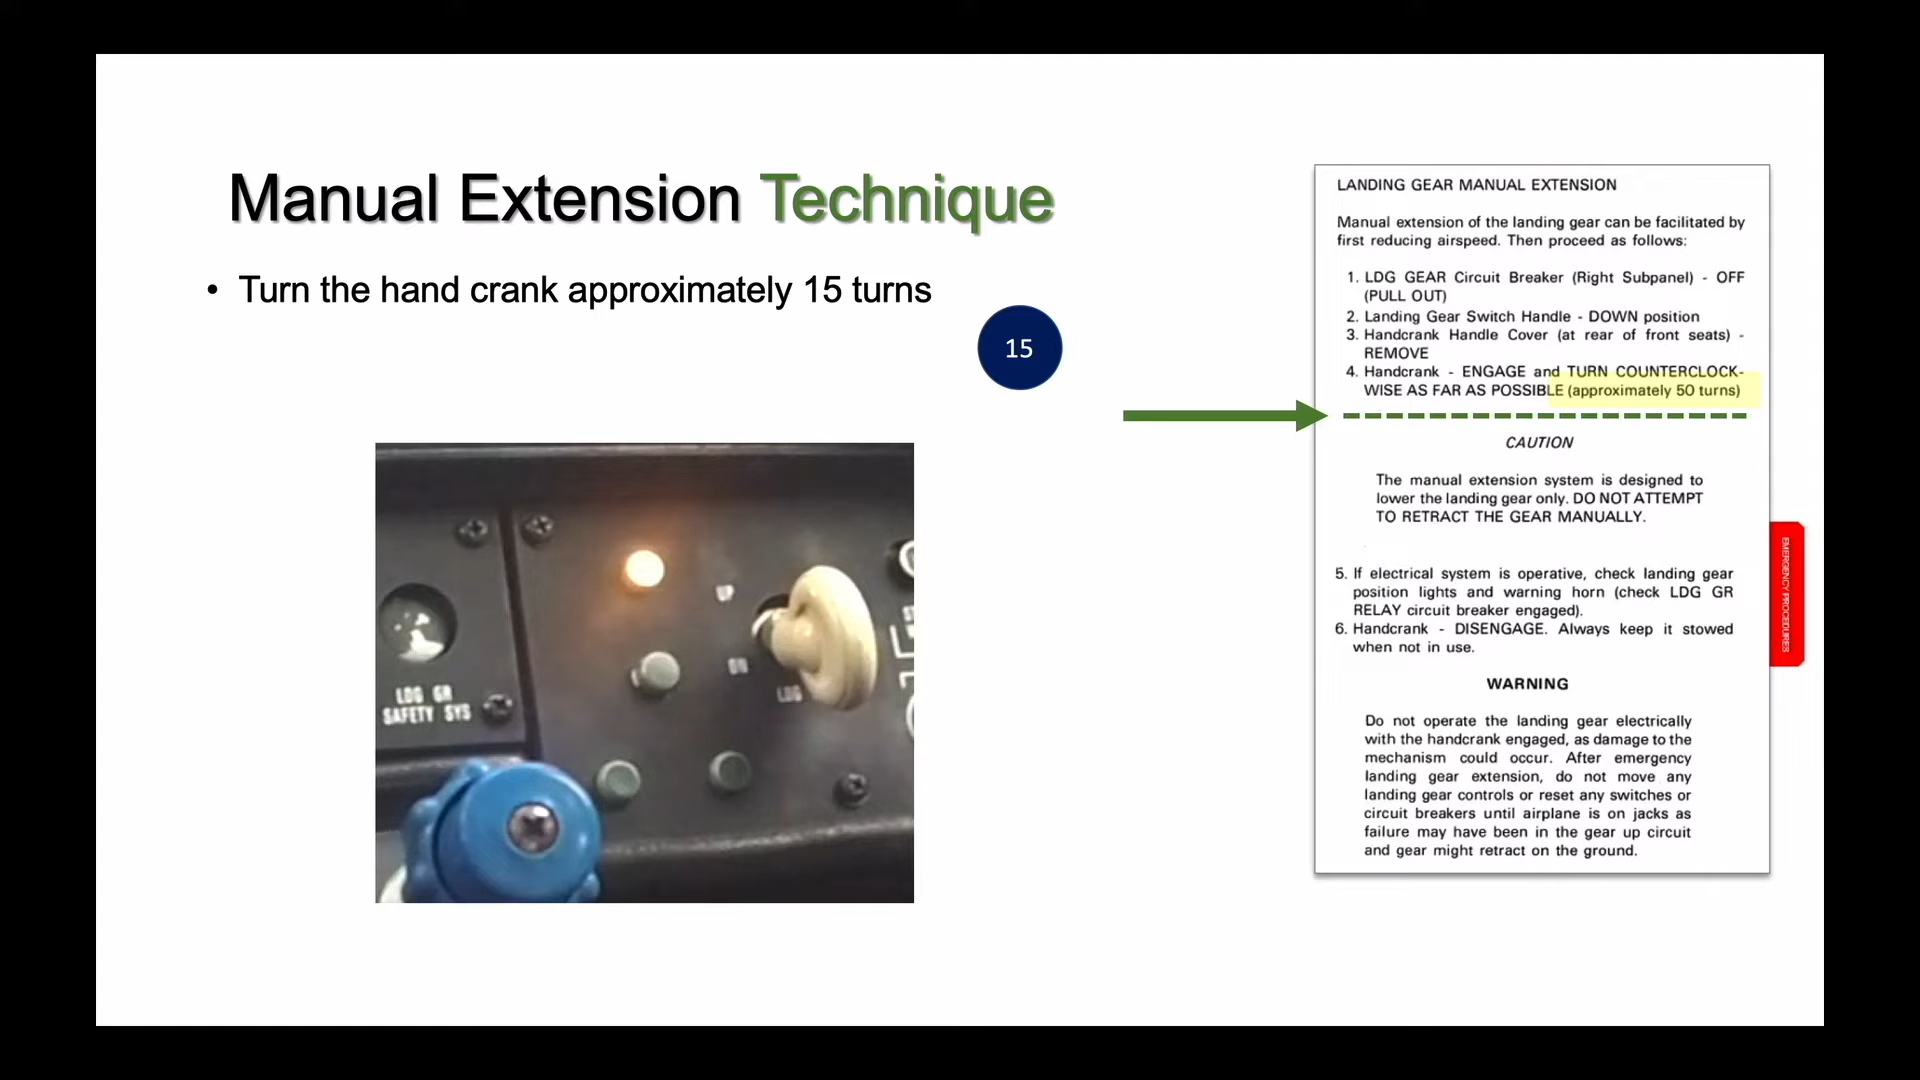 Manual Extension Technique
• Turn the hand crank approximately 15 turns
15
UP
DN
LDG
LDG GR
SAFETY SYS
LANDING GEAR MANUAL EXTENSION
Manual extension of the landing gear can be facilitated by
first reducing airspeed. Then proceed as follows:
1. LDG GEAR Circuit Breaker (Right Subpanel) - OFF
(PULL OUT)
2. Landing Gear Switch Handle - DOWN position
3. Handcrank Handle Cover (at rear of front seats) -
REMOVE
4. Handcrank - ENGAGE and TURN COUNTERCLOCK-
WISE AS FAR AS POSSIBLE (approximately 50 turns)
CAUTION
The manual extension system is designed to
lower the landing gear only. DO NOT ATTEMPT
TO RETRACT THE GEAR MANUALLY.
5. If electrical system is operative, check landing gear
position lights and warning horn (check LDG GR
RELAY circuit breaker engaged).
6. Handcrank - DISENGAGE. Always keep it stowed
when not in use.
WARNING
Do not operate the landing gear electrically
with the handcrank engaged, as damage to the
mechanism could occur. After emergency
landing gear extension, do not move any
landing gear controls or reset any switches or
circuit breakers until airplane is on jacks as
failure may have been in the gear up circuit
and gear might retract on the ground.
EMERGENCY PROCEDURES